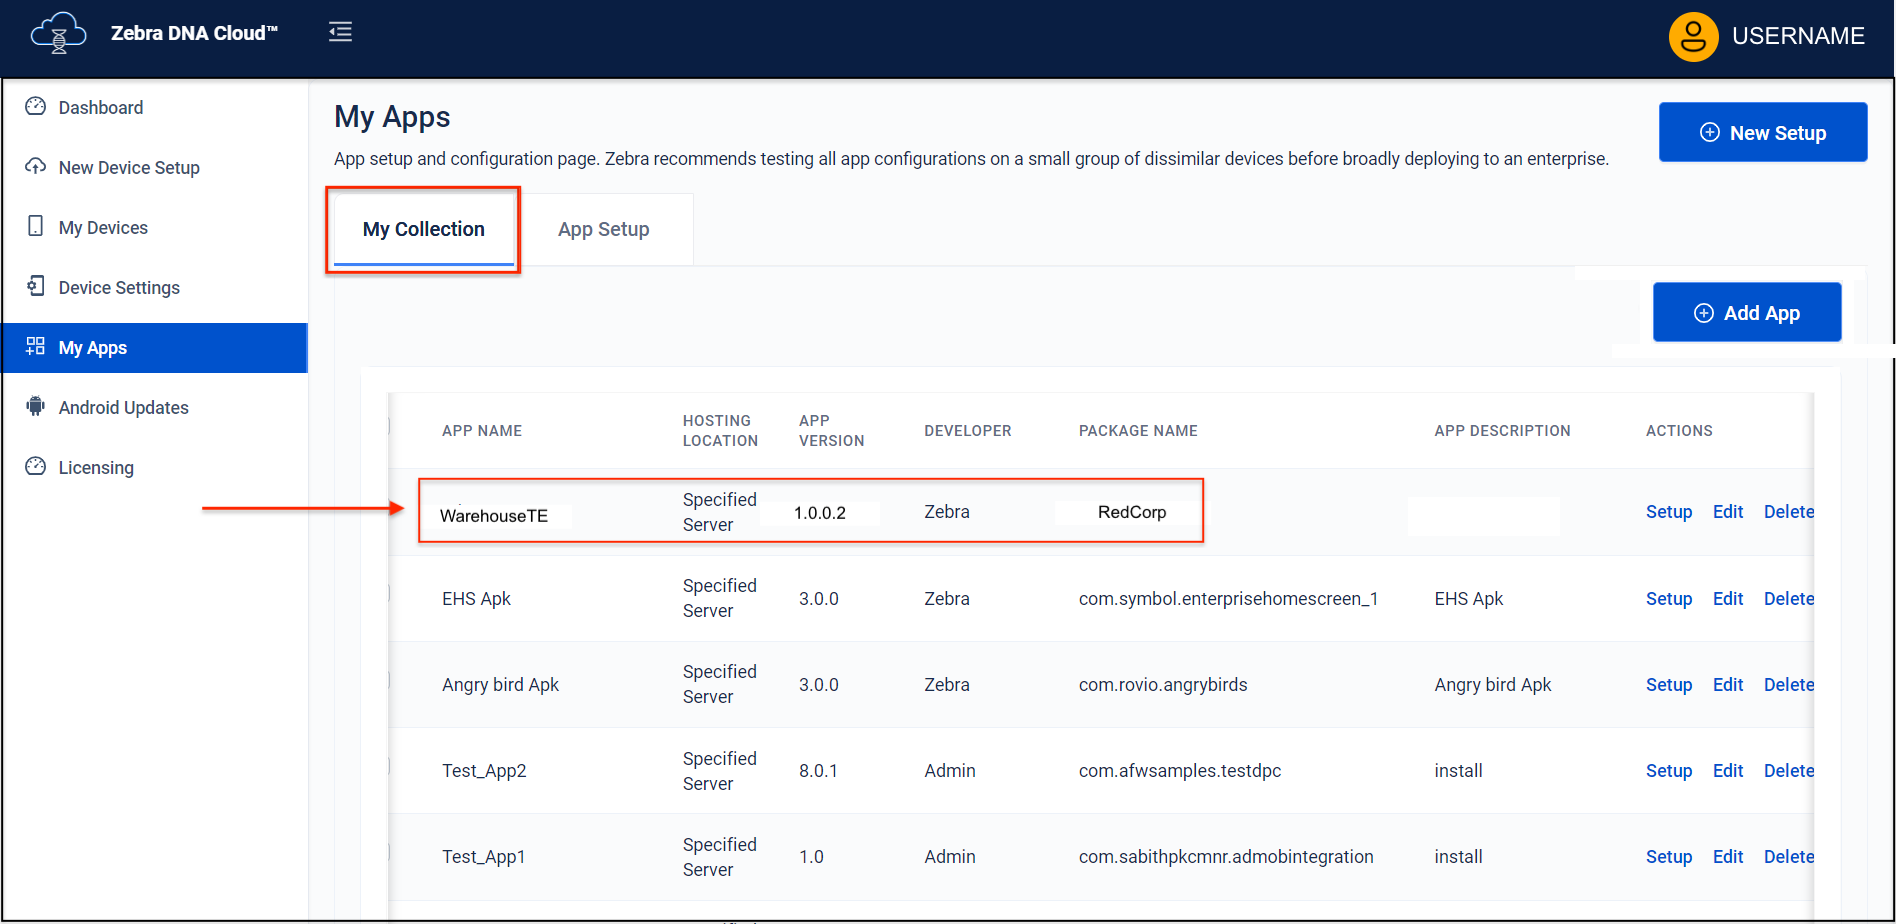 Zebra DNA Cloud™
USERNAME
Dashboard
New Device Setup
My Devices
Device Settings
My Apps
Android Updates
Licensing
My Apps
New Setup
App setup and configuration page. Zebra recommends testing all app configurations on a small group of dissimilar devices before broadly deploying to an enterprise.
My Collection App Setup
Add App
APP NAME HOSTING LOCATION APP VERSION DEVELOPER PACKAGE NAME APP DESCRIPTION ACTIONS
WarehouseTE Specified Server 1.0.0.2 Zebra RedCorp Setup Edit Delete
EHS Apk Specified Server 3.0.0 Zebra com.symbol.enterprisehomescreen_1 EHS Apk Setup Edit Delete
Angry bird Apk Specified Server 3.0.0 Zebra com.rovio.angrybirds Angry bird Apk Setup Edit Delete
Test_App2 Specified Server 8.0.1 Admin com.afwsamples.testdpc install Setup Edit Delete
Test_App1 Specified Server 1.0 Admin com.sabithpkcmnr.admobintegration install Setup Edit Delete